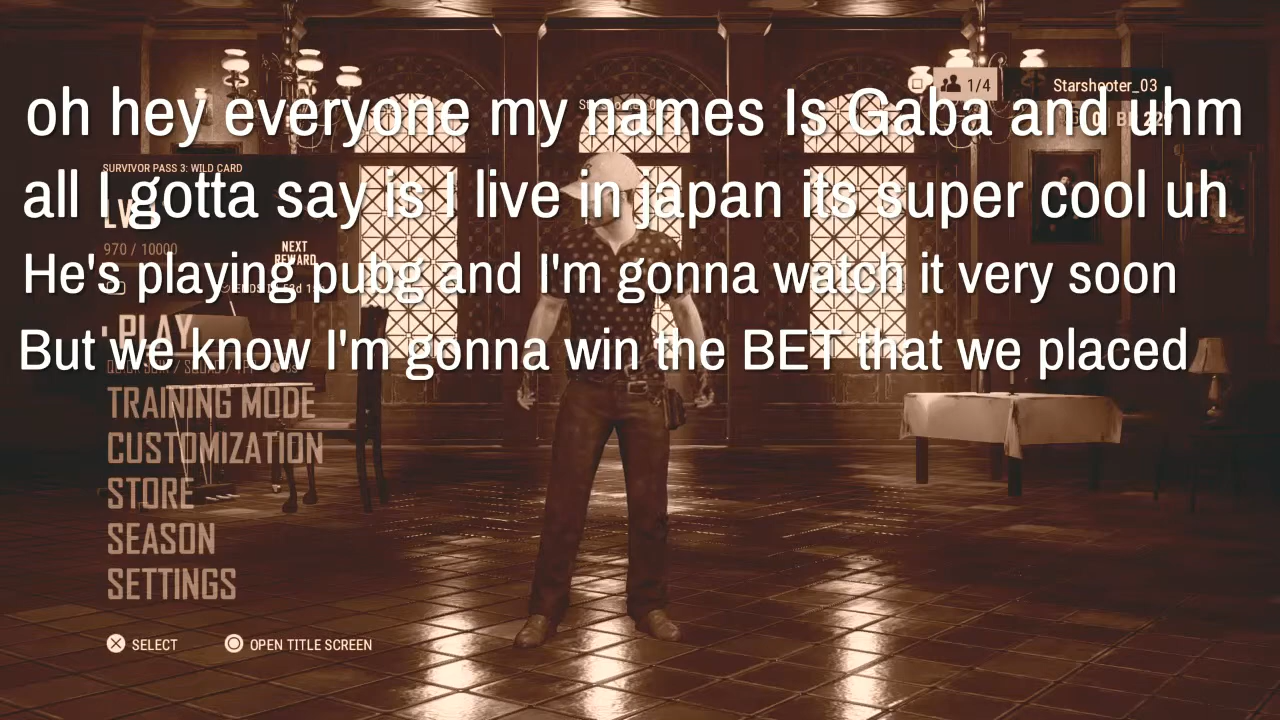 oh hey everyone my names Is Gaba and uhm
all I gotta say is I live in japan its super cool uh
He's playing pubg and I'm gonna watch it very soon
But we know I'm gonna win the BET that we placed
1/4
Starshooter_03
SURVIVOR PASS 3: WILD CARD
970 / 10000
NEXT
REWARD
PLAY
TRAINING MODE
CUSTOMIZATION
STORE
SEASON
SETTINGS
SELECT
OPEN TITLE SCREEN